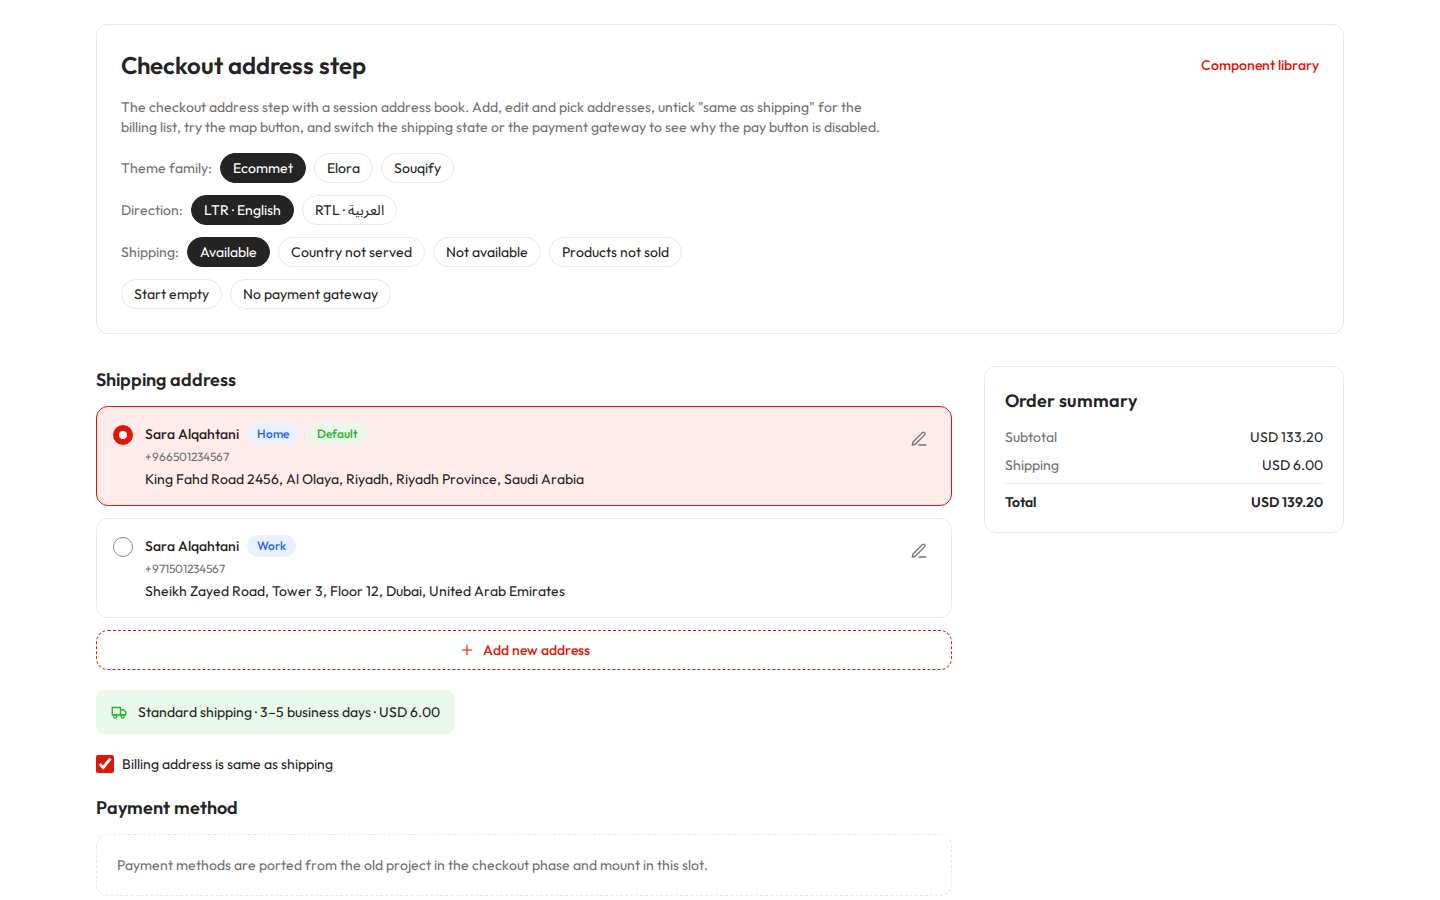 Checkout address step
Component library
The checkout address step with a session address book. Add, edit and pick addresses, untick "same as shipping" for the
billing list, try the map button, and switch the shipping state or the payment gateway to see why the pay button is disabled.
Theme family: Ecommet Elora Souqify
Direction: LTR · English RTL · العربية
Shipping: Available Country not served Not available Products not sold
Start empty No payment gateway
Shipping address
Sara Alqahtani Home Default
+966501234567
King Fahd Road 2456, Al Olaya, Riyadh, Riyadh Province, Saudi Arabia
Sara Alqahtani Work
+971501234567
Sheikh Zayed Road, Tower 3, Floor 12, Dubai, United Arab Emirates
Add new address
Standard shipping · 3–5 business days · USD 6.00
Billing address is same as shipping
Payment method
Payment methods are ported from the old project in the checkout phase and mount in this slot.
Order summary
Subtotal USD 133.20
Shipping USD 6.00
Total USD 139.20